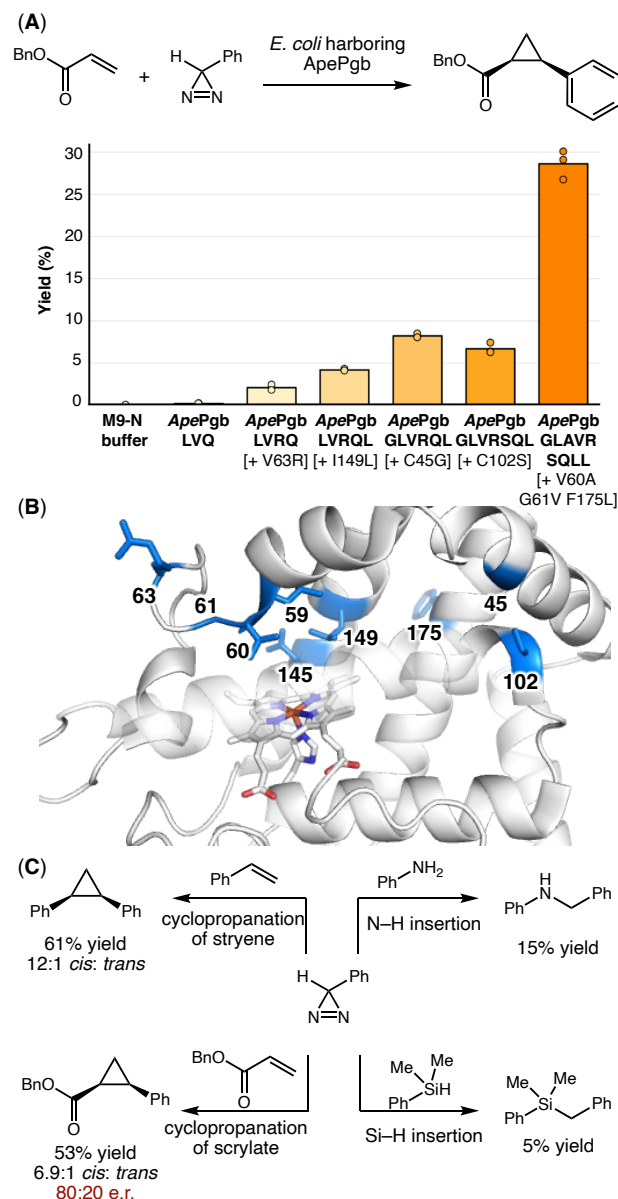 (A)
BnO
O
+
H
Ph
N=N
E. coli harboring
ApePgb
BnO
O
30
25
20
15
10
5
0
Yield (%)
M9-N
buffer
ApePgb
LVQ
ApePgb
LVRQ
[+ V63R]
ApePgb
LVRQL
[+ I149L]
ApePgb
GLVRQL
[+ C45G]
ApePgb
GLVRSQL
[+ C102S]
ApePgb
GLAVR
SQLL
[+ V60A
G61V F175L]
(B)
63
61
60
59
145
149
175
45
102
(C)
Ph
Ph
61% yield
12:1 cis: trans
Ph
cyclopropanation
of stryene
Ph
NH2
N–H insertion
Ph
H
N
Ph
15% yield
H
Ph
N=N
BnO
O
Ph
53% yield
6.9:1 cis: trans
80:20 e.r.
BnO
O
cyclopropanation
of scrylate
Me
Me
Ph
SiH
Si–H insertion
Me
Me
Ph
Si
Ph
5% yield